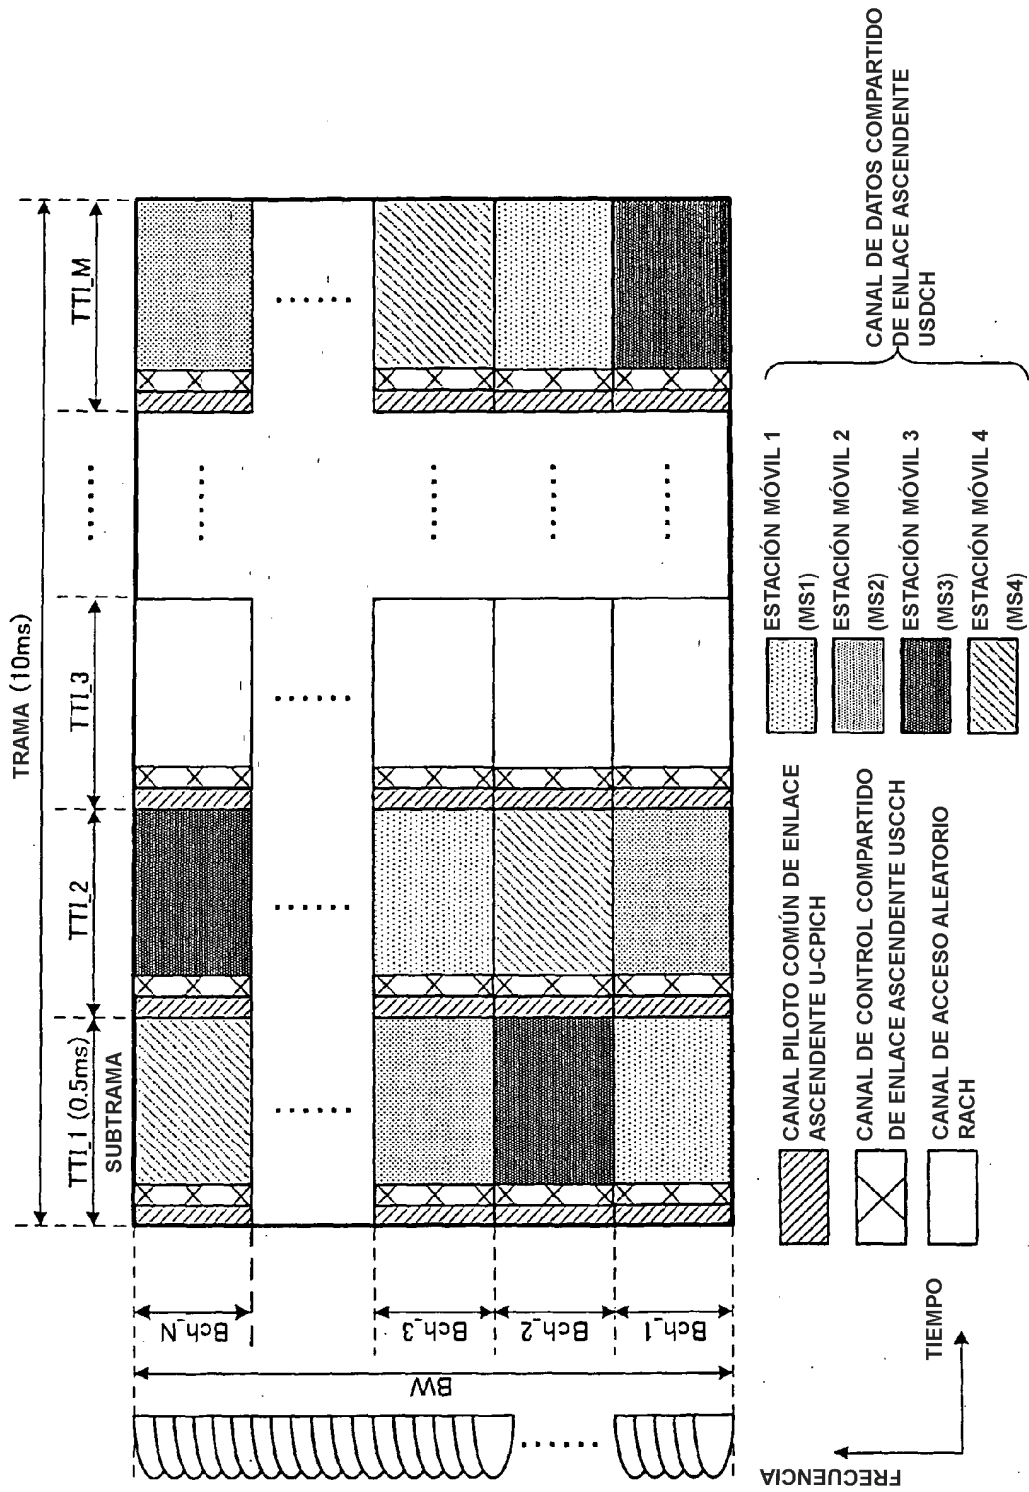 TRAMA (10ms)
TTI_1 (0.5ms)
SUBTRAMA
TTI_2
TTI_3
TTI_M
Bch_N
Bch_3
Bch_2
Bch_1
BW
FRECUENCIA
TIEMPO
CANAL PILOTO COMÚN DE ENLACE
ASCENDENTE U-CPICH
CANAL DE CONTROL COMPARTIDO
DE ENLACE ASCENDENTE USCCH
CANAL DE ACCESO ALEATORIO
RACH
ESTACIÓN MÓVIL 1
(MS1)
ESTACIÓN MÓVIL 2
(MS2)
ESTACIÓN MÓVIL 3
(MS3)
ESTACIÓN MÓVIL 4
(MS4)
CANAL DE DATOS COMPARTIDO
DE ENLACE ASCENDENTE
USDCH